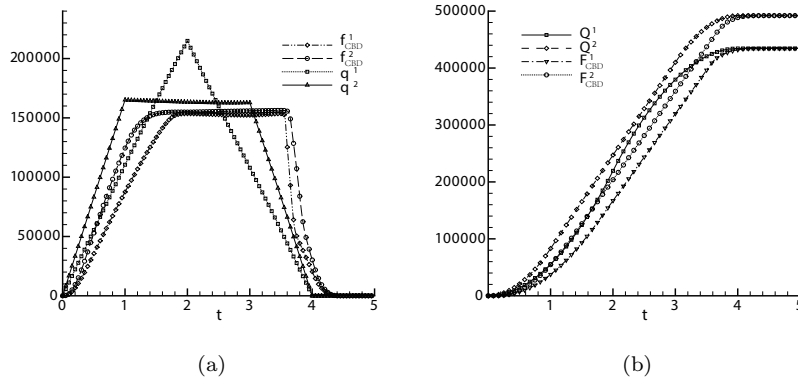 200000
150000
100000
50000
0
0 1 2 3 4 5
t
f¹CBD
f²CBD
q¹
q²
(a)
500000
400000
300000
200000
100000
0
1 2 3 4 5
t
Q¹
Q²
F¹CBD
F²CBD
(b)